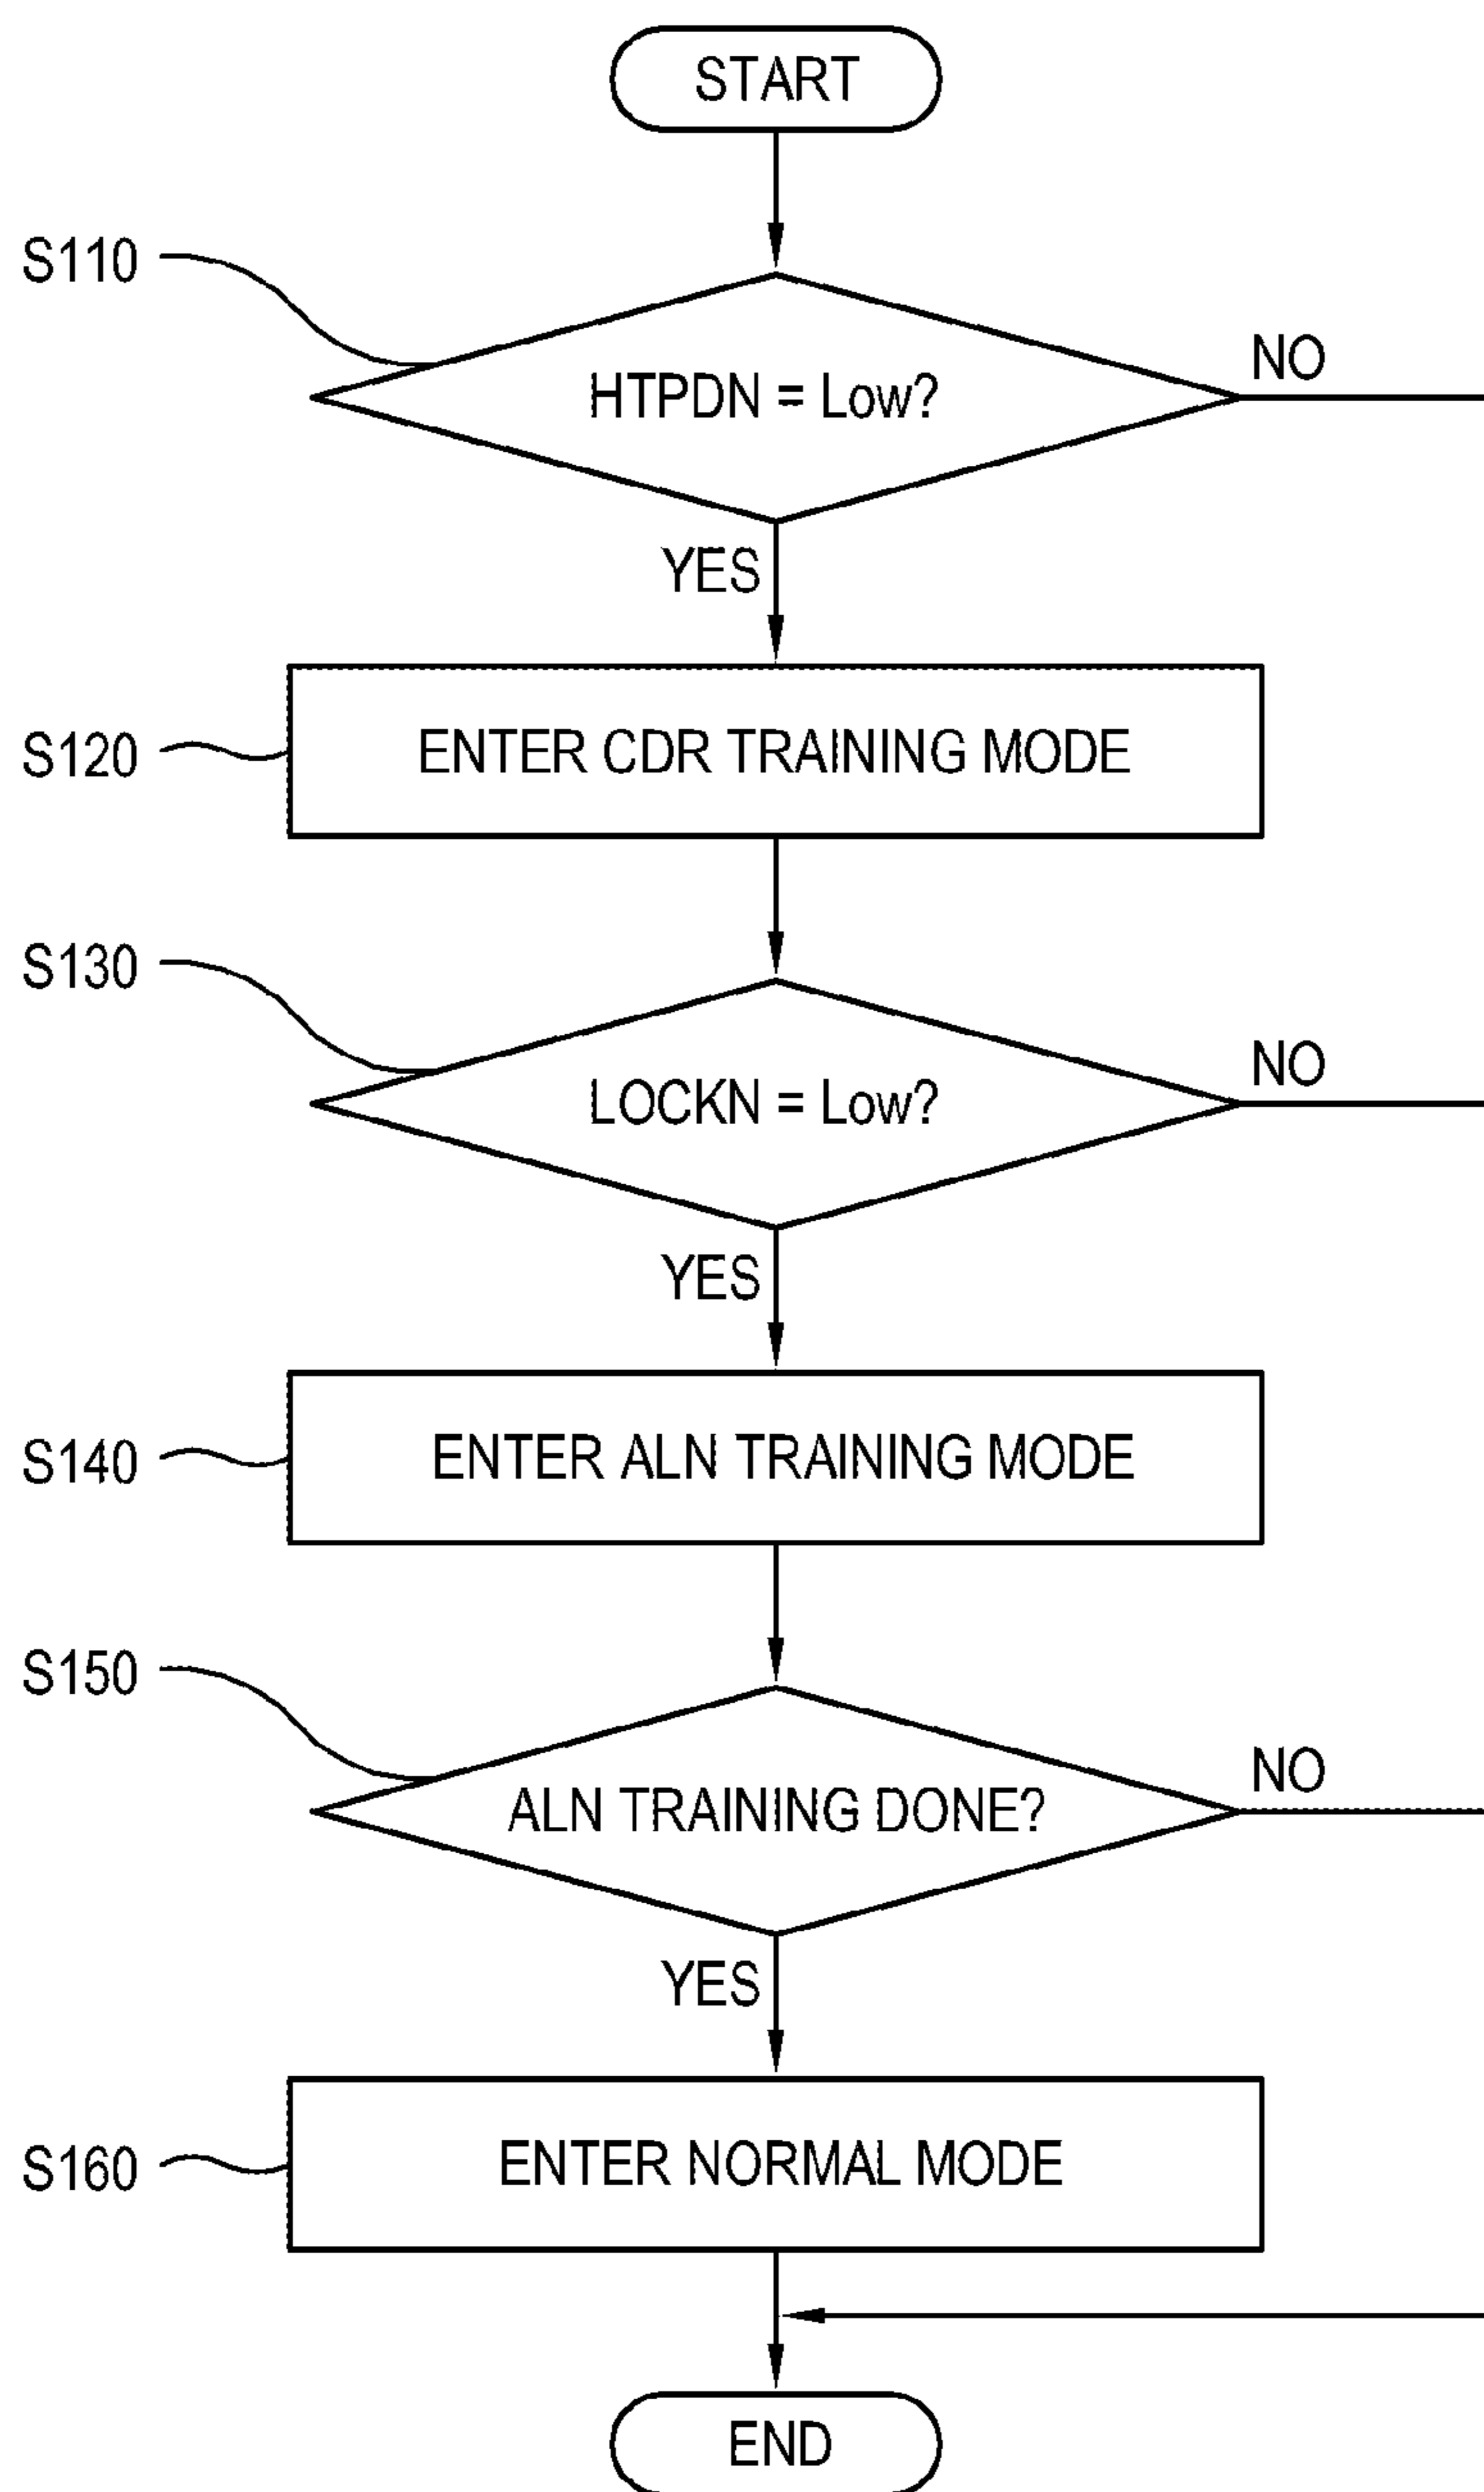 START
S110
HTPDN = Low?
NO
YES
S120
ENTER CDR TRAINING MODE
S130
LOCKN = Low?
NO
YES
S140
ENTER ALN TRAINING MODE
S150
ALN TRAINING DONE?
NO
YES
S160
ENTER NORMAL MODE
END